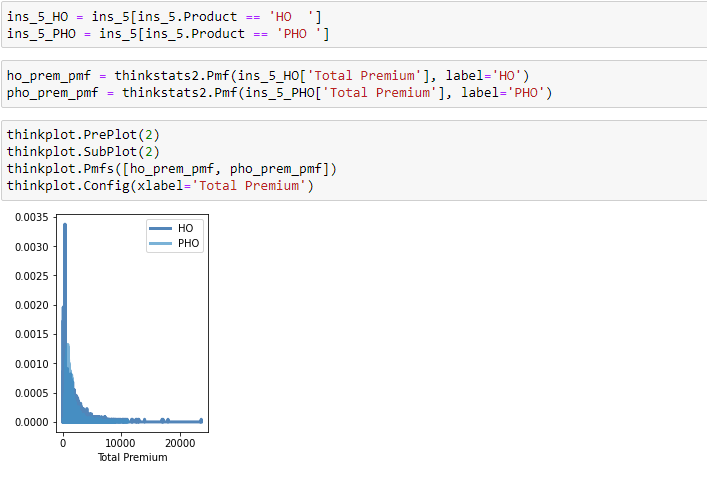 ins_5_HO = ins_5[ins_5.Product == 'HO  ']
ins_5_PHO = ins_5[ins_5.Product == 'PHO ']
ho_prem_pmf = thinkstats2.Pmf(ins_5_HO['Total Premium'], label='HO')
pho_prem_pmf = thinkstats2.Pmf(ins_5_PHO['Total Premium'], label='PHO')
thinkplot.PrePlot(2)
thinkplot.SubPlot(2)
thinkplot.Pmfs([ho_prem_pmf, pho_prem_pmf])
thinkplot.Config(xlabel='Total Premium')
0.0035
HO
PHO
0.0030
0.0025
0.0020
0.0015
0.0010
0.0005
0.0000
0 10000 20000
Total Premium